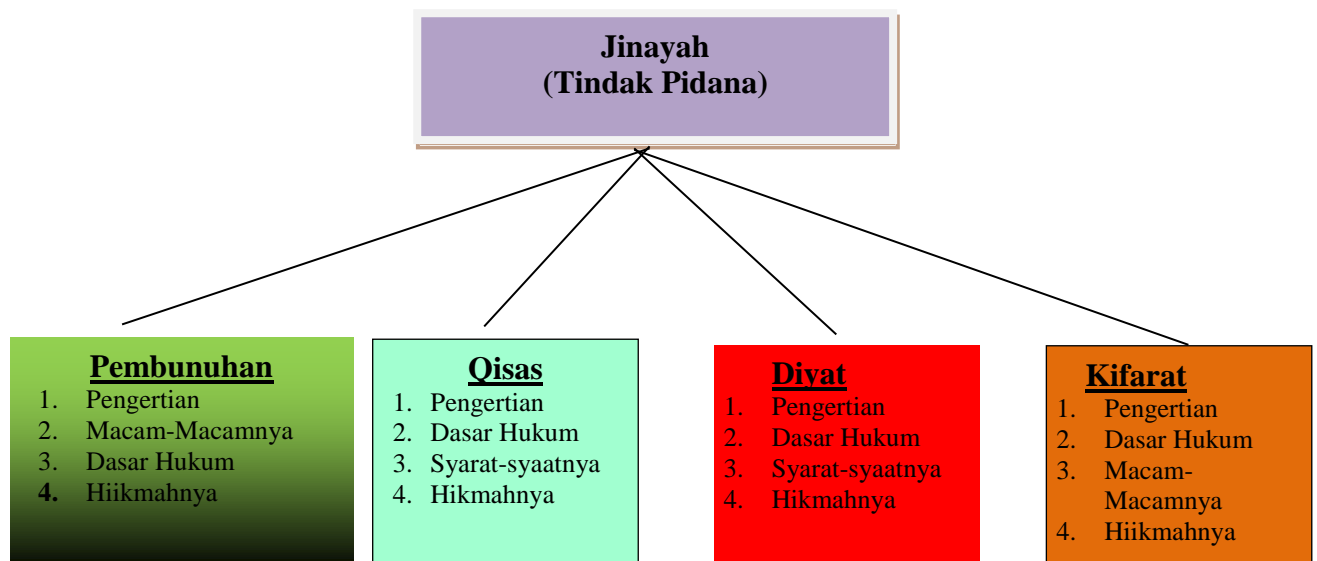 Jinayah
(Tindak Pidana)
Pembunuhan
1. Pengertian
2. Macam-Macamnya
3. Dasar Hukum
4. Hiikmahnya
Qisas
1. Pengertian
2. Dasar Hukum
3. Syarat-syaatnya
4. Hikmahnya
Diyat
1. Pengertian
2. Dasar Hukum
3. Syarat-syaatnya
4. Hikmahnya
Kifarat
1. Pengertian
2. Dasar Hukum
3. Macam-
Macamnya
4. Hiikmahnya